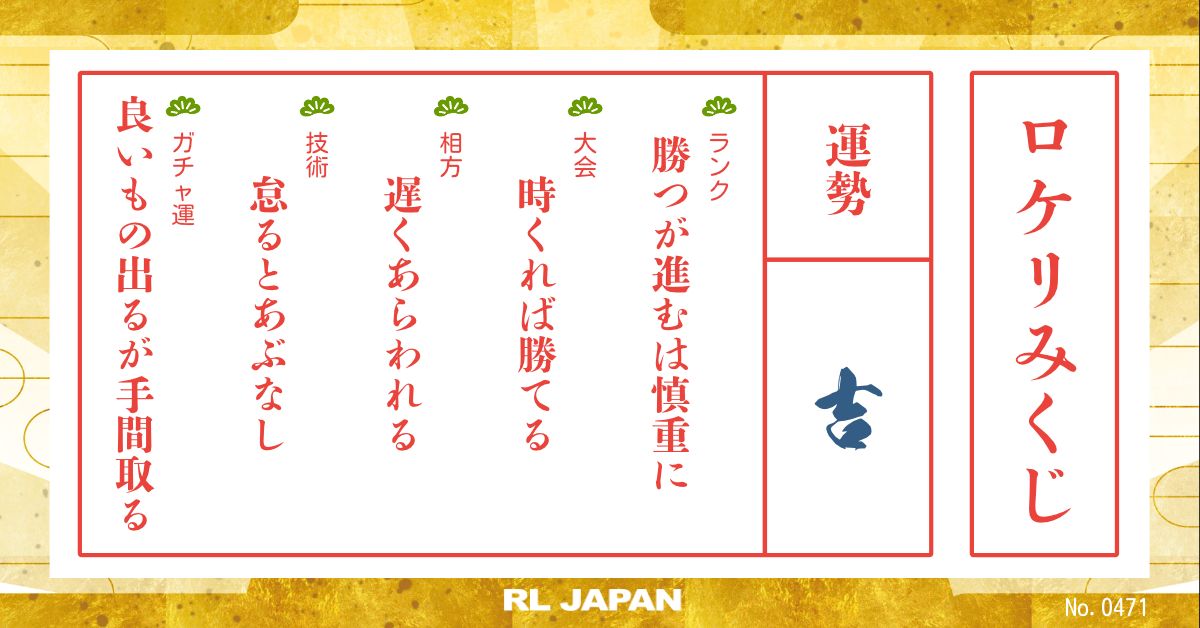 ロケリみくじ
運勢
吉
ランク
勝つが進むは慎重に
大会
時くれば勝てる
相方
遅くあらわれる
技術
怠るとあぶなし
ガチャ運
良いもの出るが手間取る
RL JAPAN
No. 0471